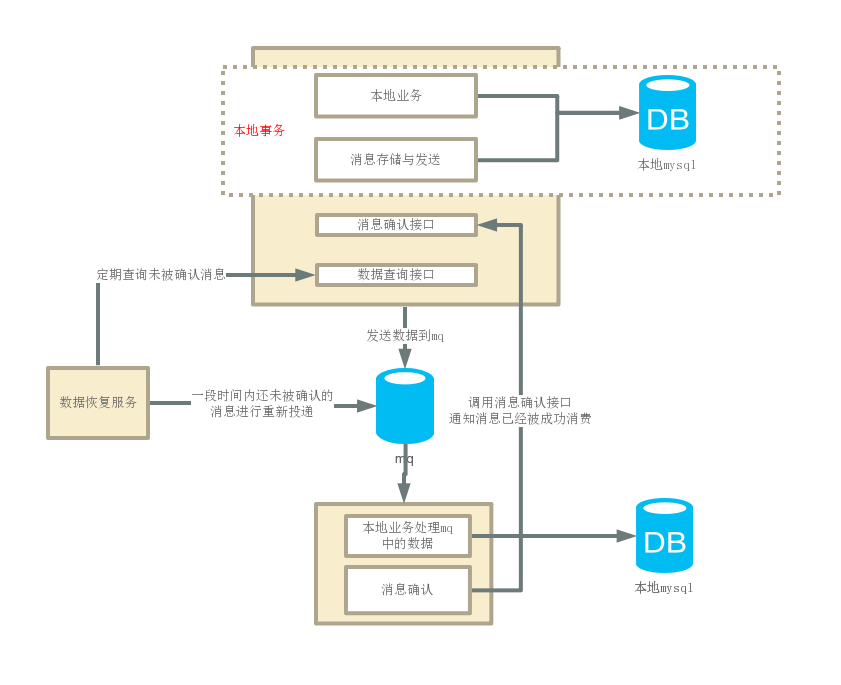 本地业务
DB
本地事务
消息存储与发送
本地mysql
消息确认接口
定期查询未被确认消息
数据查询接口
发送数据到mq
数据恢复服务
一段时间内还未被确认的
消息进行重新投递
调用消息确认接口
通知消息已经被成功消费
mq
本地业务处理mq
中的数据
DB
消息确认
本地mysql